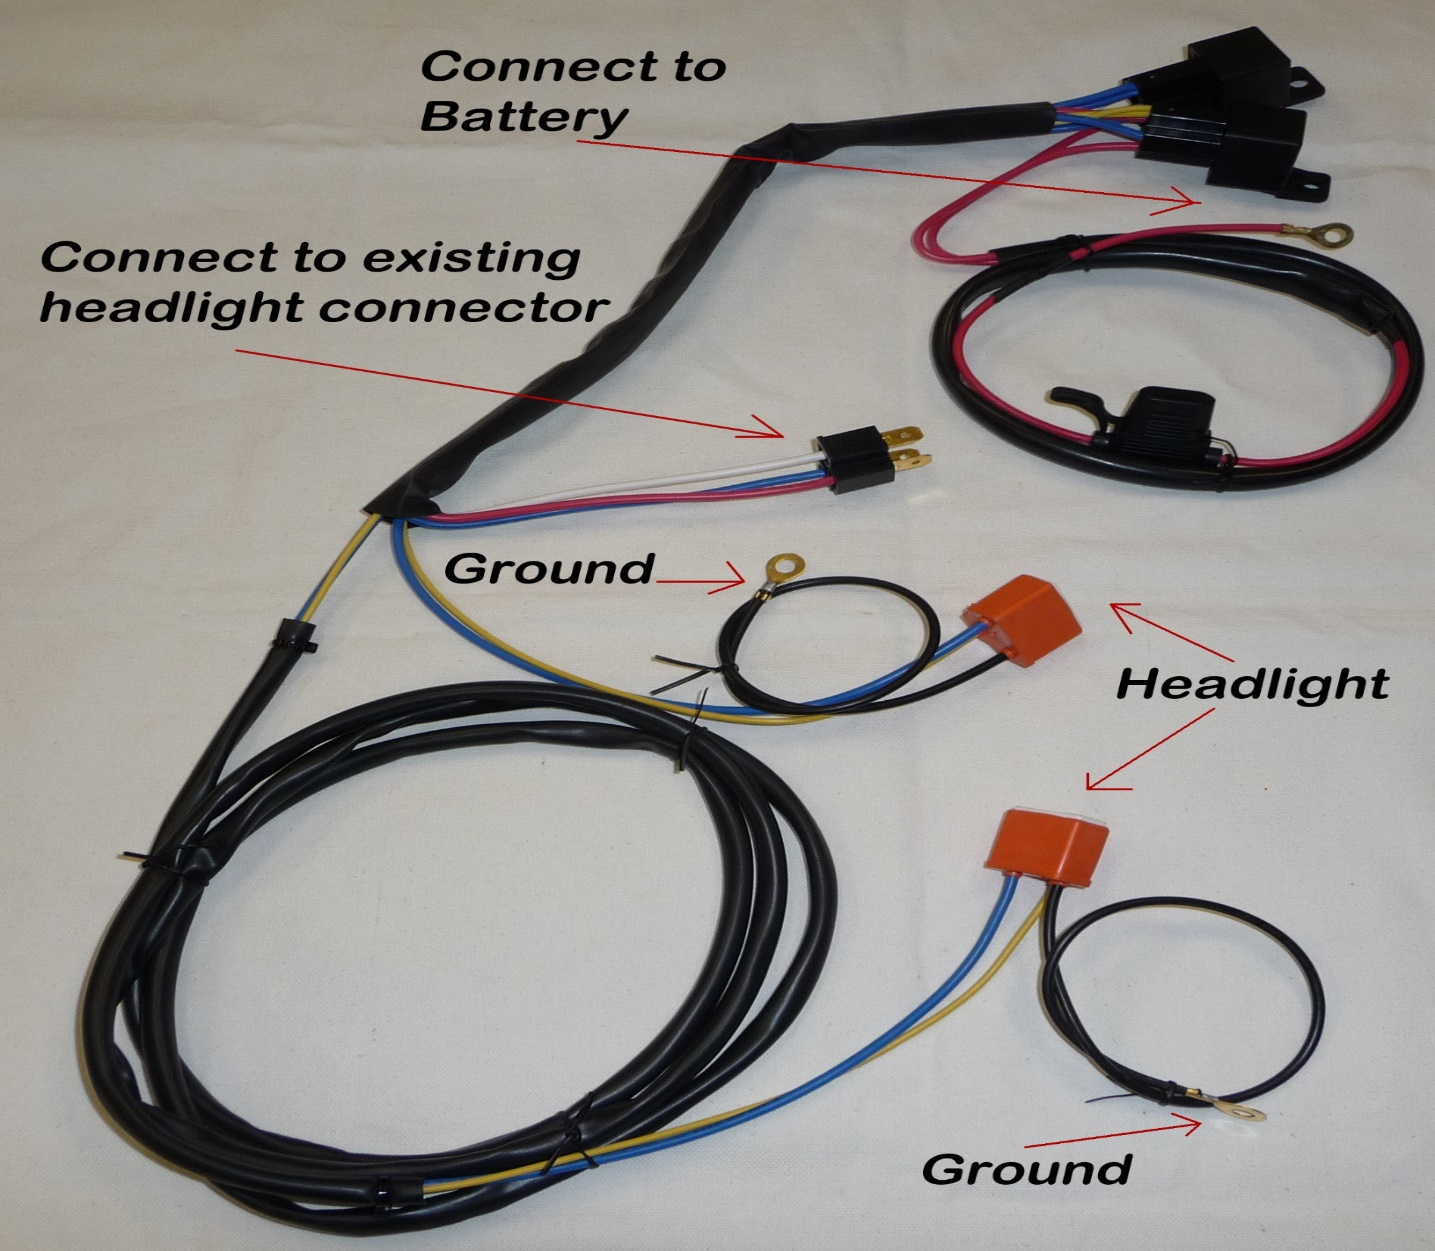 Connect to
Battery
Connect to existing
headlight connector
Ground
Headlight
Ground